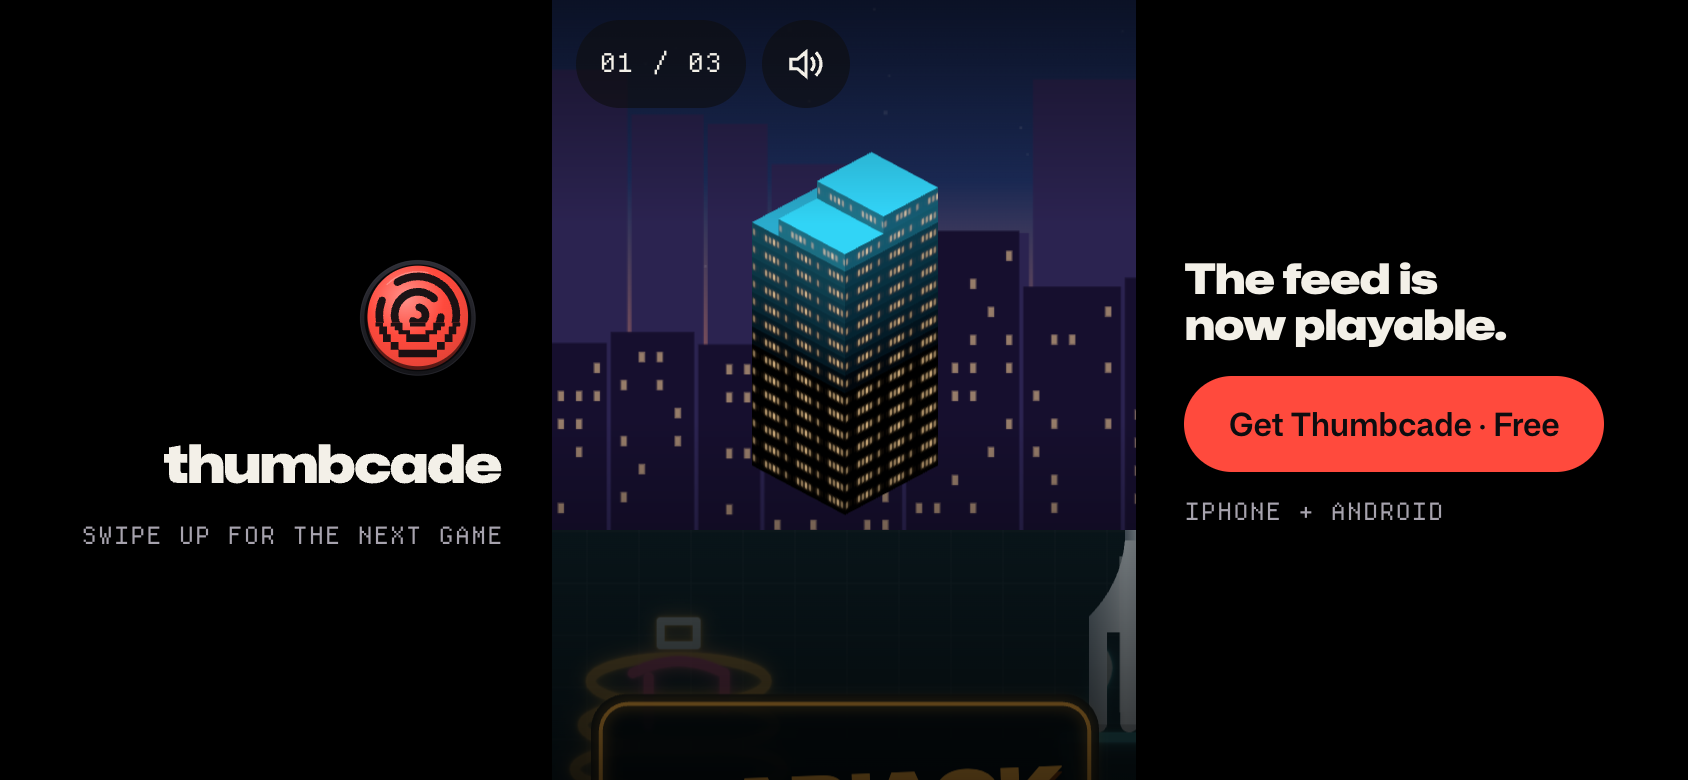 01 / 03
thumbcade
SWIPE UP FOR THE NEXT GAME
The feed is
now playable.
Get Thumbcade · Free
IPHONE + ANDROID